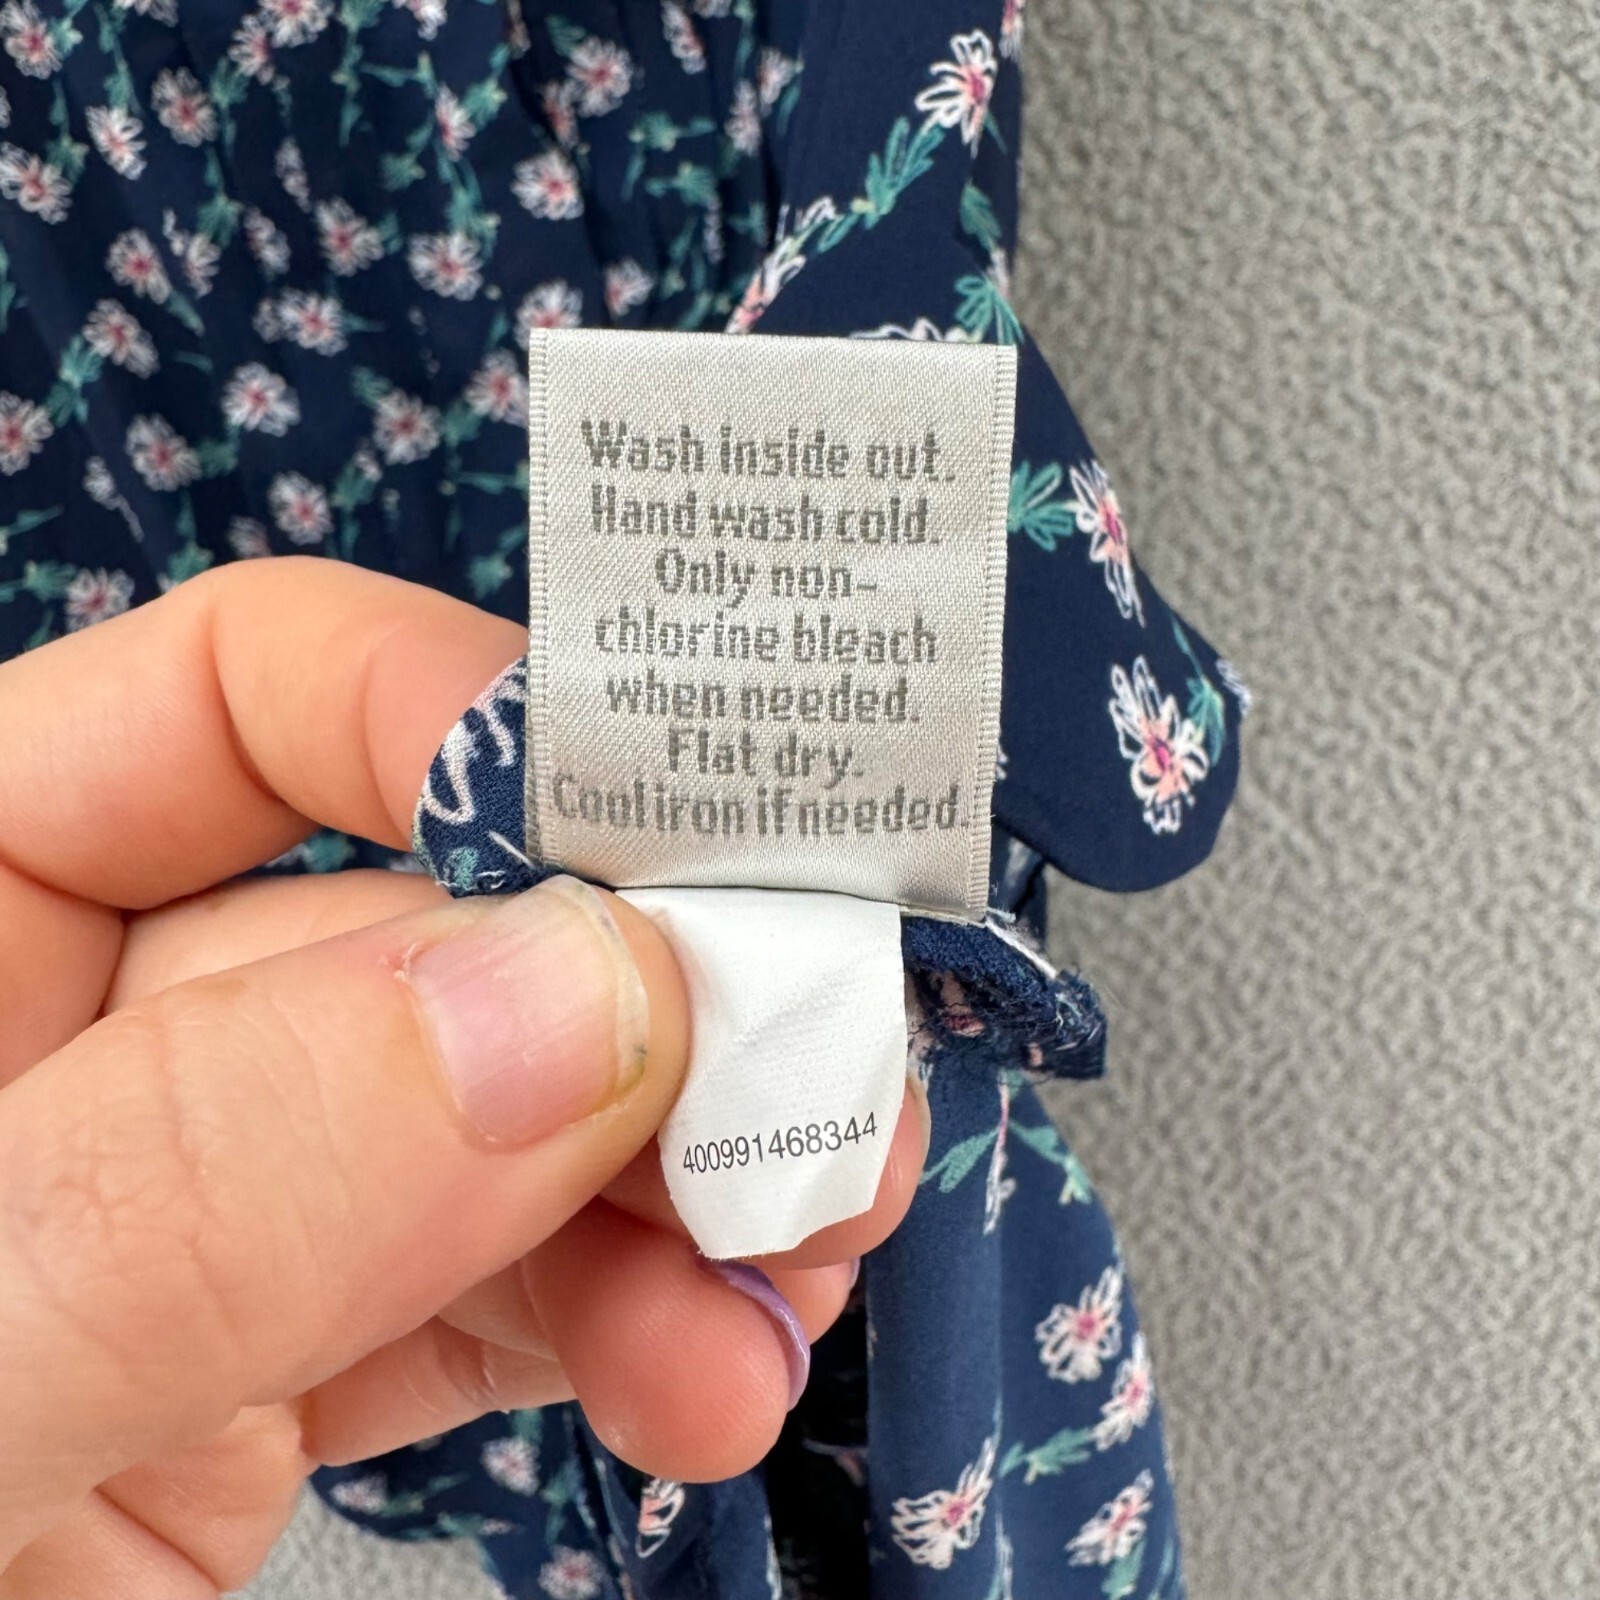 Wash inside out.
Hand wash cold.
Only non-
chlorine bleach
when needed.
Flat dry.
Cool iron if needed.
400991468344